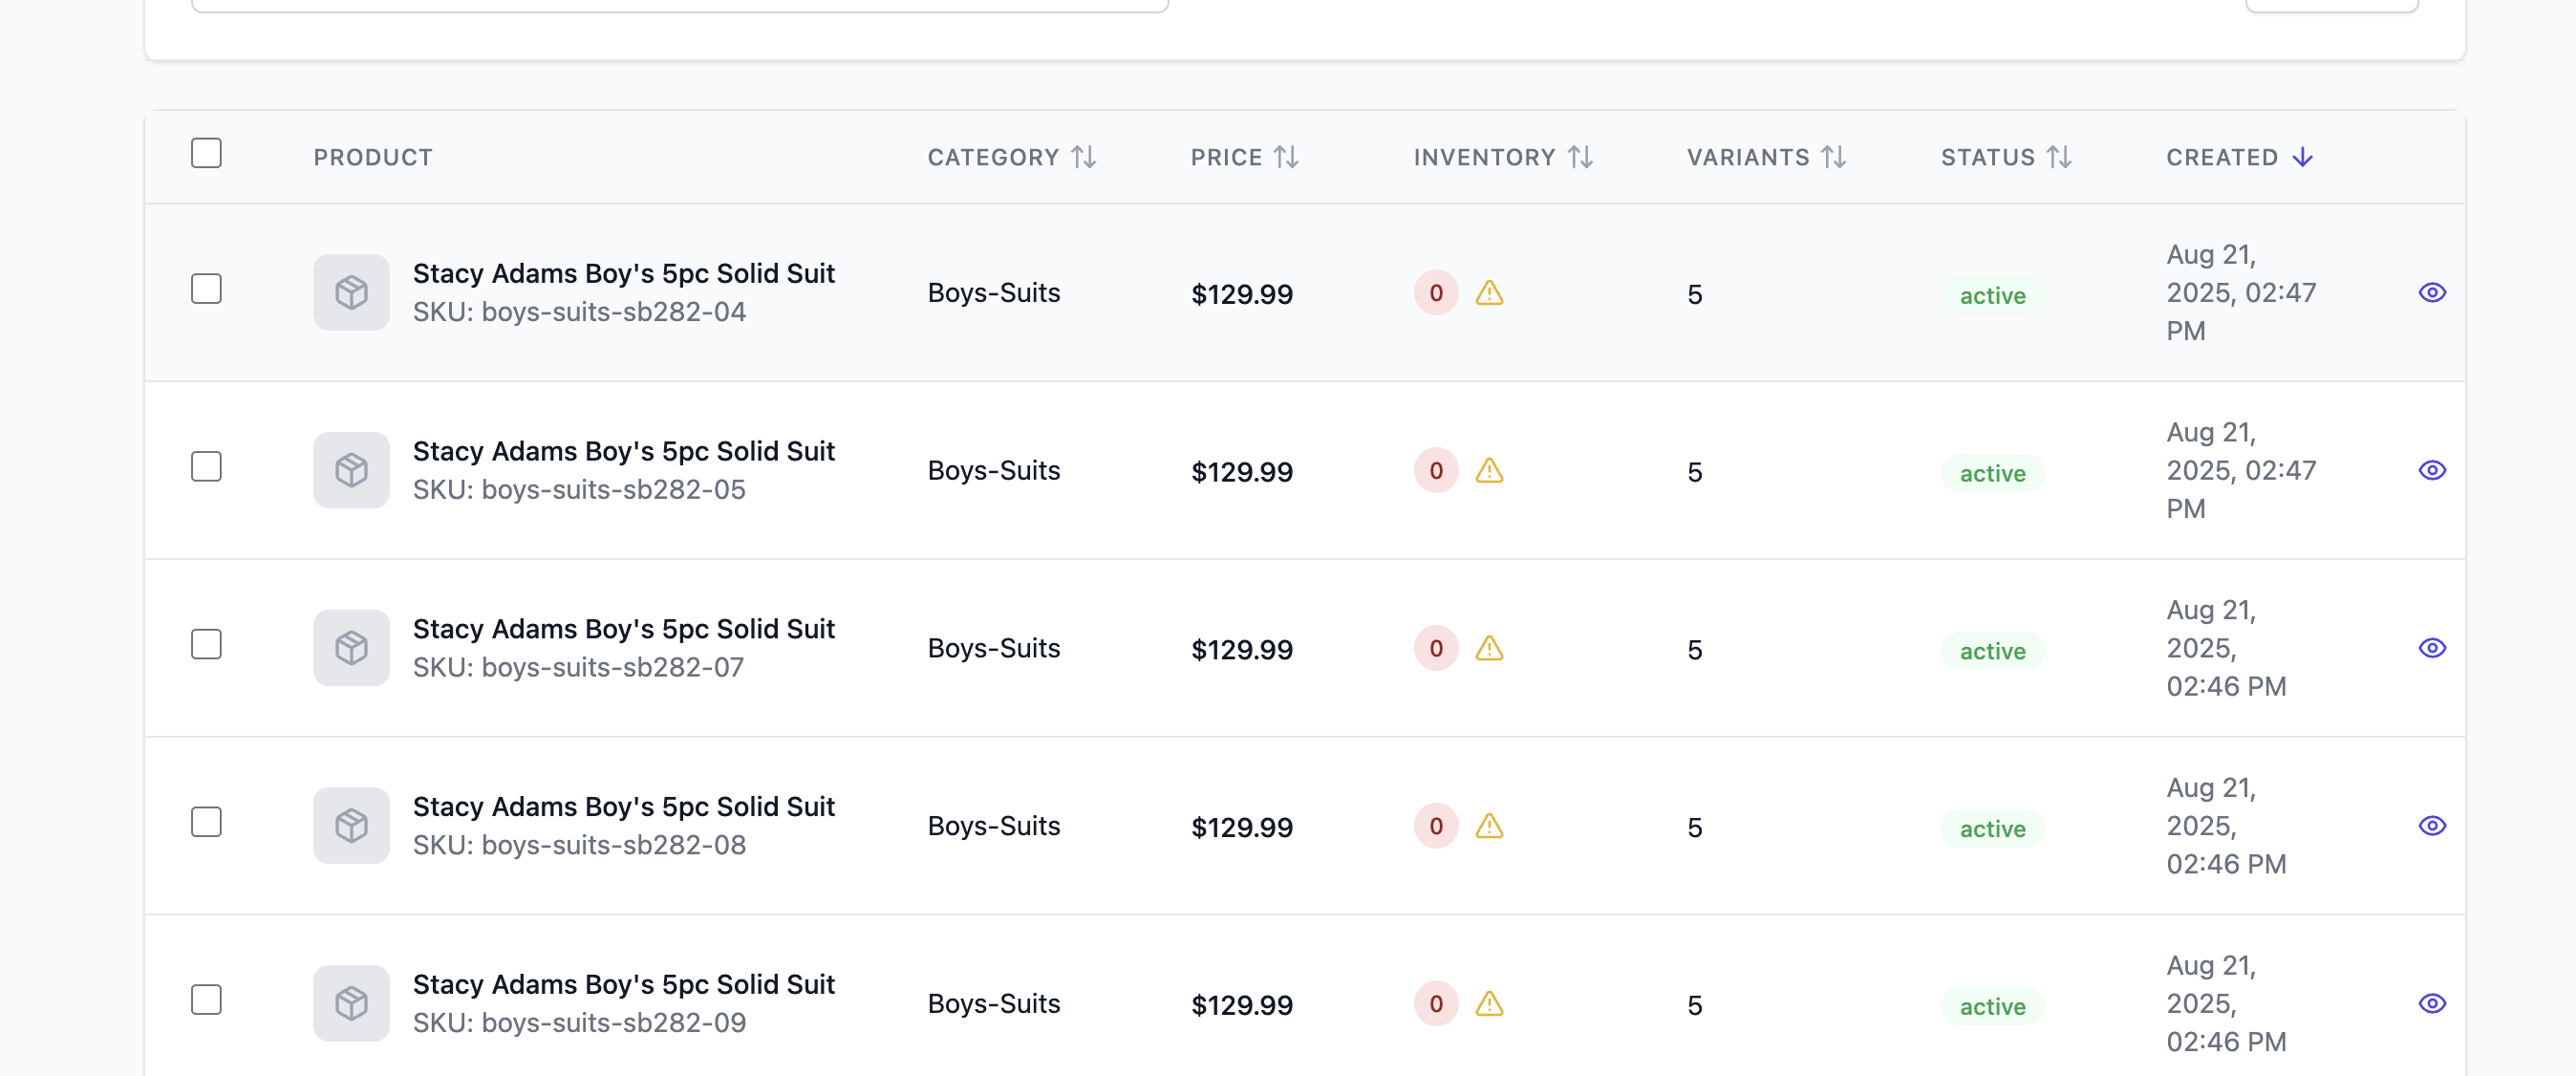 PRODUCT CATEGORY PRICE INVENTORY VARIANTS STATUS CREATED
Stacy Adams Boy's 5pc Solid Suit
SKU: boys-suits-sb282-04
Boys-Suits
$129.99
0
5
active
Aug 21,
2025, 02:47
PM
Stacy Adams Boy's 5pc Solid Suit
SKU: boys-suits-sb282-05
Boys-Suits
$129.99
0
5
active
Aug 21,
2025, 02:47
PM
Stacy Adams Boy's 5pc Solid Suit
SKU: boys-suits-sb282-07
Boys-Suits
$129.99
0
5
active
Aug 21,
2025,
02:46 PM
Stacy Adams Boy's 5pc Solid Suit
SKU: boys-suits-sb282-08
Boys-Suits
$129.99
0
5
active
Aug 21,
2025,
02:46 PM
Stacy Adams Boy's 5pc Solid Suit
SKU: boys-suits-sb282-09
Boys-Suits
$129.99
0
5
active
Aug 21,
2025,
02:46 PM